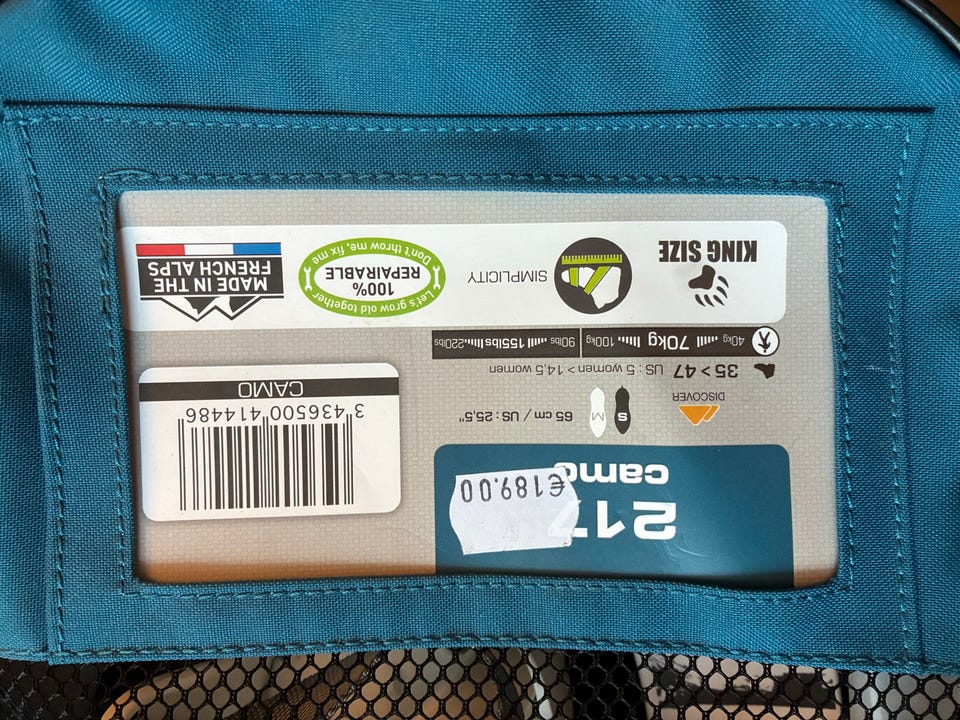 217
camo
€189.00
DISCOVER
S M 65 cm / US : 25,5"
35 > 47 US : 5 women > 14,5 women
40kg 70kg 100kg 90lbs 155lbs 220lbs
3 436500 414486
CAMO
KING SIZE
SIMPLICITY
Let's grow old together
100%
REPAIRABLE
Don't throw me, fix me
MADE IN THE
FRENCH ALPS